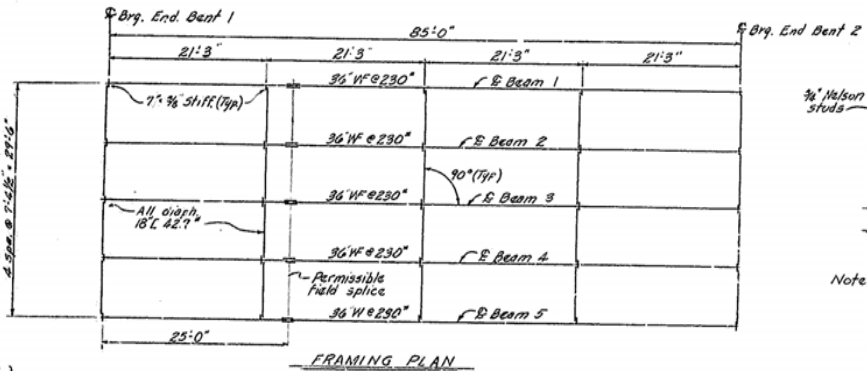 ℄ Brg. End. Bent 1
85'-0"
℄ Brg. End Bent 2
21'-3"
21'-3"
21'-3"
21'-3"
36" WF @ 230#
℄ Beam 1
7" x 3/8" Stiff. (Typ)
3/4" Nelson
studs
36" WF @ 230#
℄ Beam 2
90° (Typ)
4 Spa. @ 7'-4 1/2" = 29'-6"
36" WF @ 230#
℄ Beam 3
All diaph.
18" [ 42.7#
36" WF @ 230#
℄ Beam 4
Permissible
field splice
Note
36" W @ 230#
℄ Beam 5
25'-0"
FRAMING PLAN